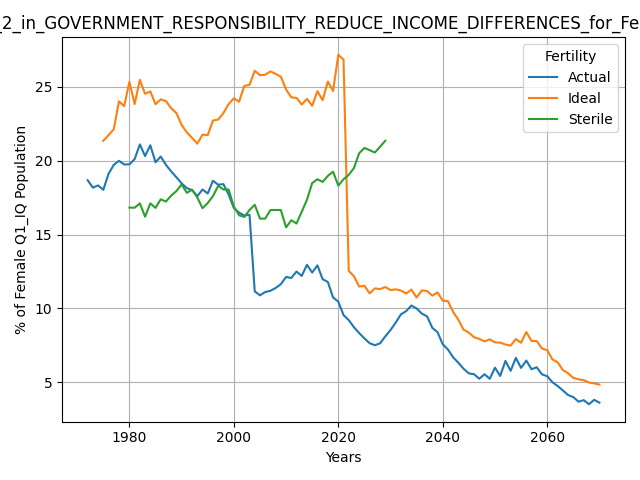 _2_in_GOVERNMENT_RESPONSIBILITY_REDUCE_INCOME_DIFFERENCES_for_Fe
% of Female Q1_IQ Population
25
20
15
10
5
Fertility
Actual
Ideal
Sterile
1980
2000
2020
2040
2060
Years